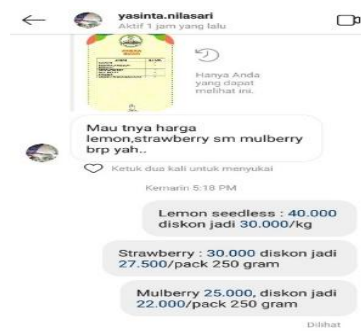 yasinta.nilasari
Aktif 1 jam yang lalu
Hanya Anda
yang dapat
melihat ini.
Mau tnya harga
lemon,strawberry sm mulberry
brp yah..
Ketuk dua kali untuk menyukai
Kemarin 5:18 PM
Lemon seedless : 40.000
diskon jadi 30.000/kg
Strawberry : 30.000 diskon jadi
27.500/pack 250 gram
Mulberry 25.000, diskon jadi
22.000/pack 250 gram
Dilihat